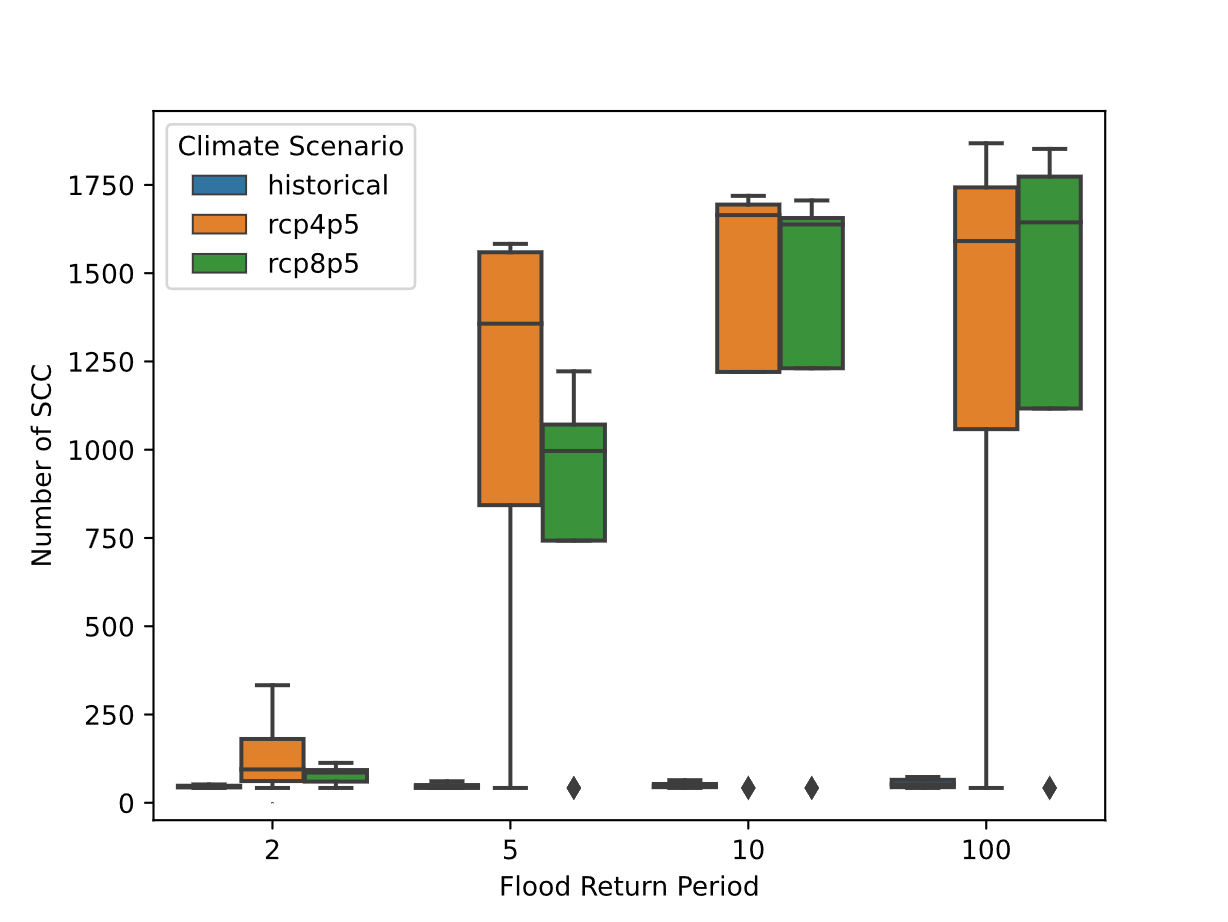 Climate Scenario
historical
rcp4p5
rcp8p5
1750
1500
1250
1000
750
500
250
0
Number of SCC
2
5
10
100
Flood Return Period